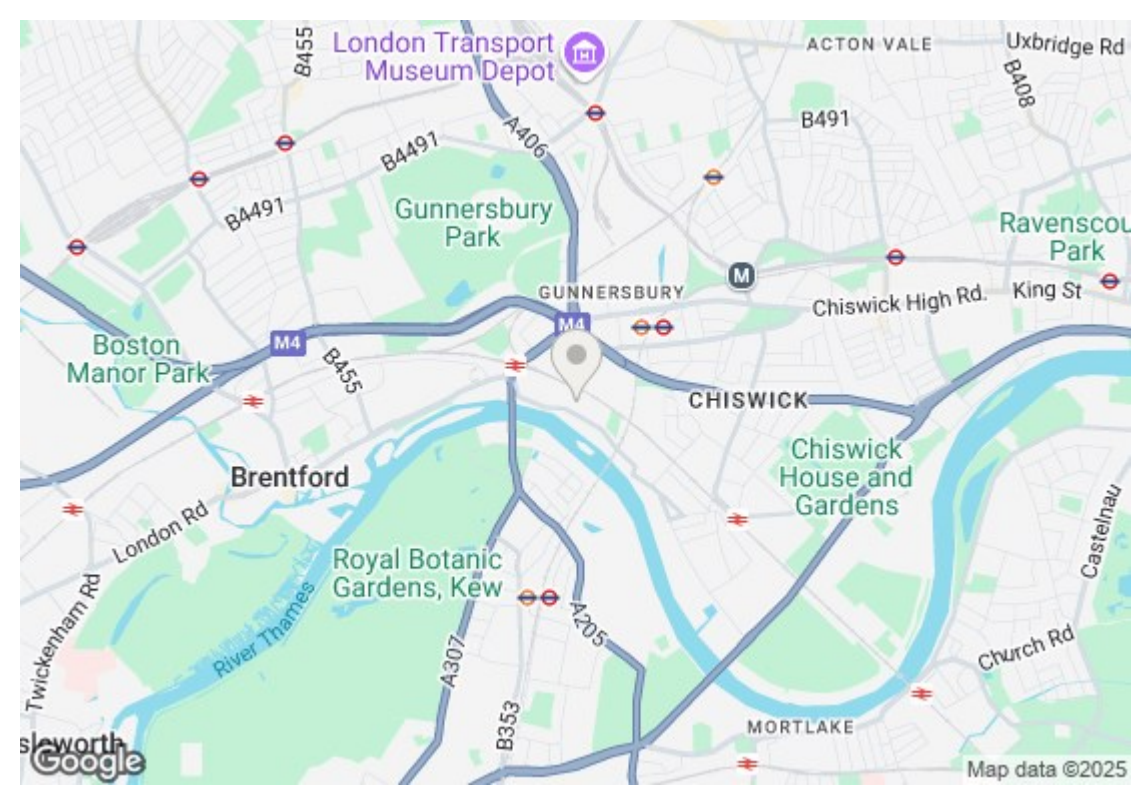 B455
London Transport
Museum Depot
ACTON VALE
Uxbridge Rd
B408
B491
A406
B4491
B4491
Gunnersbury
Park
Ravenscou
Park
M
GUNNERSBURY
Chiswick High Rd.
King St
M4
M4
Boston
Manor Park
B455
CHISWICK
Chiswick
House and
Gardens
Brentford
London Rd
Castelnau
Royal Botanic
Gardens, Kew
River Thames
Twickenham Rd
A307
A205
Church Rd
B353
MORTLAKE
sleworth
Google
Map data ©2025